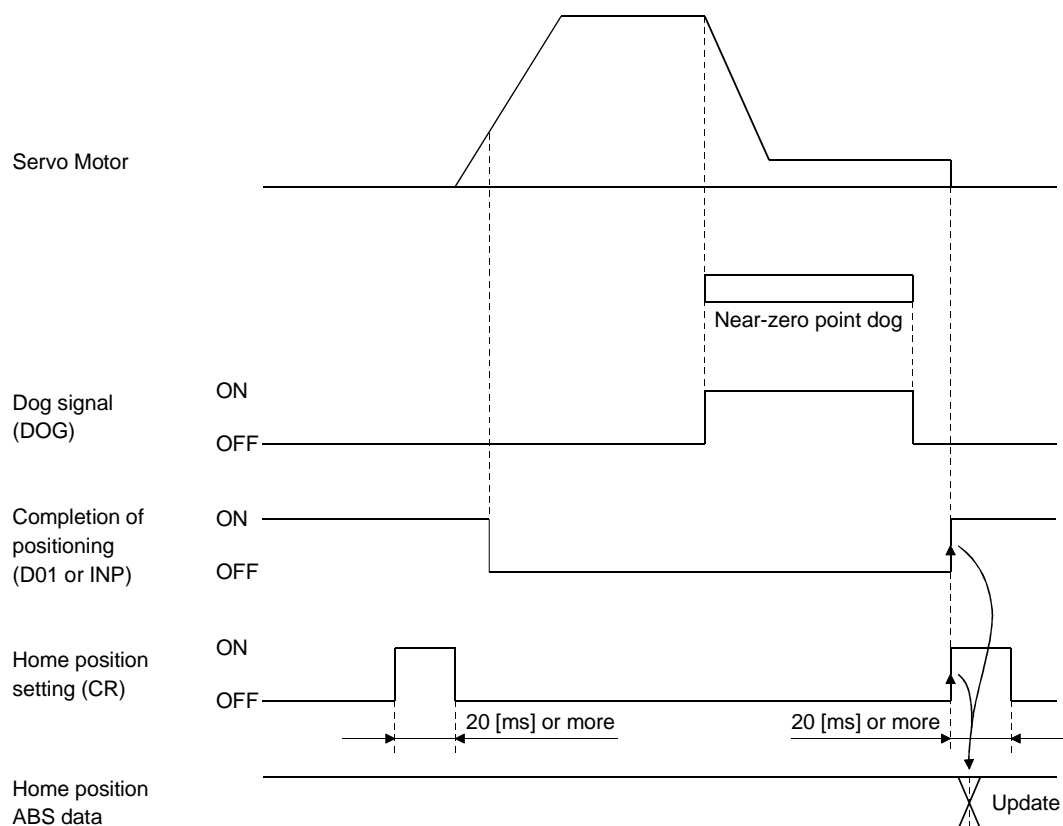 Servo Motor
Near-zero point dog
Dog signal
(DOG)
ON
OFF
Completion of
positioning
(D01 or INP)
ON
OFF
Home position
setting (CR)
ON
OFF
20 [ms] or more
20 [ms] or more
Home position
ABS data
Update